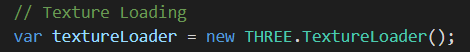 // Texture Loading
var textureLoader = new THREE.TextureLoader();